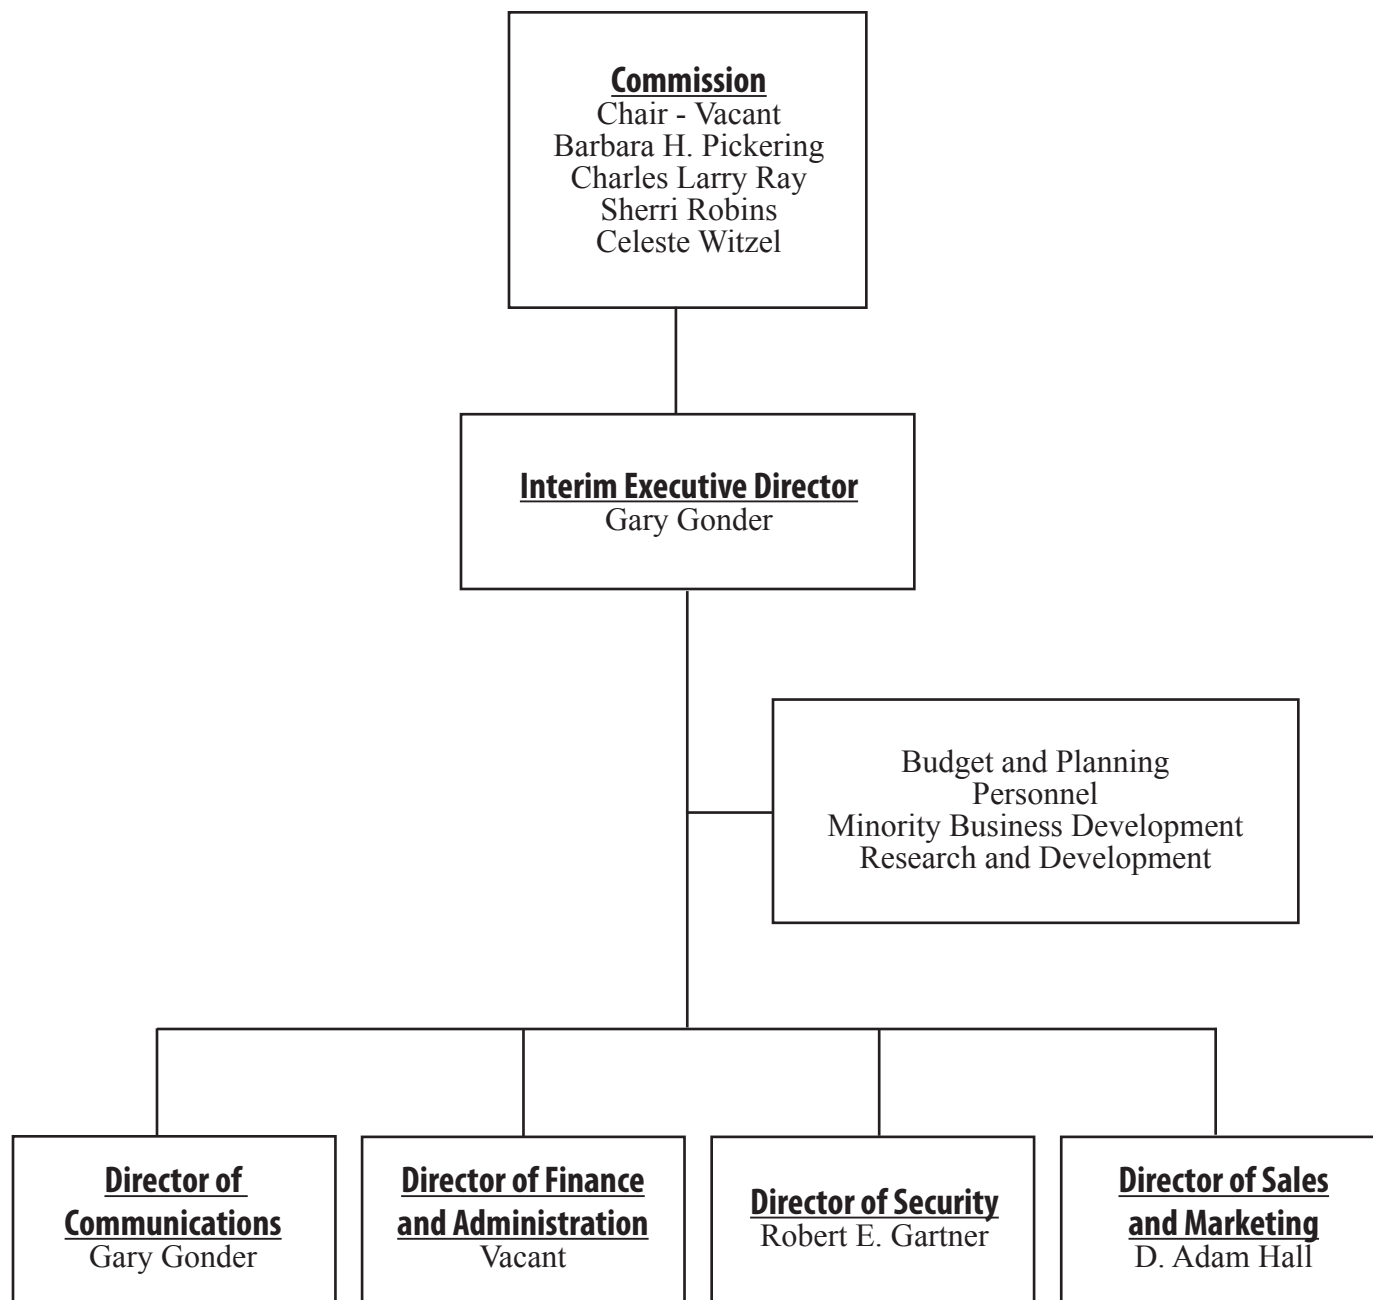 Commission
Chair - Vacant
Barbara H. Pickering
Charles Larry Ray
Sherri Robins
Celeste Witzel
Interim Executive Director
Gary Gonder
Budget and Planning
Personnel
Minority Business Development
Research and Development
Director of
Communications
Gary Gonder
Director of Finance
and Administration
Vacant
Director of Security
Robert E. Gartner
Director of Sales
and Marketing
D. Adam Hall